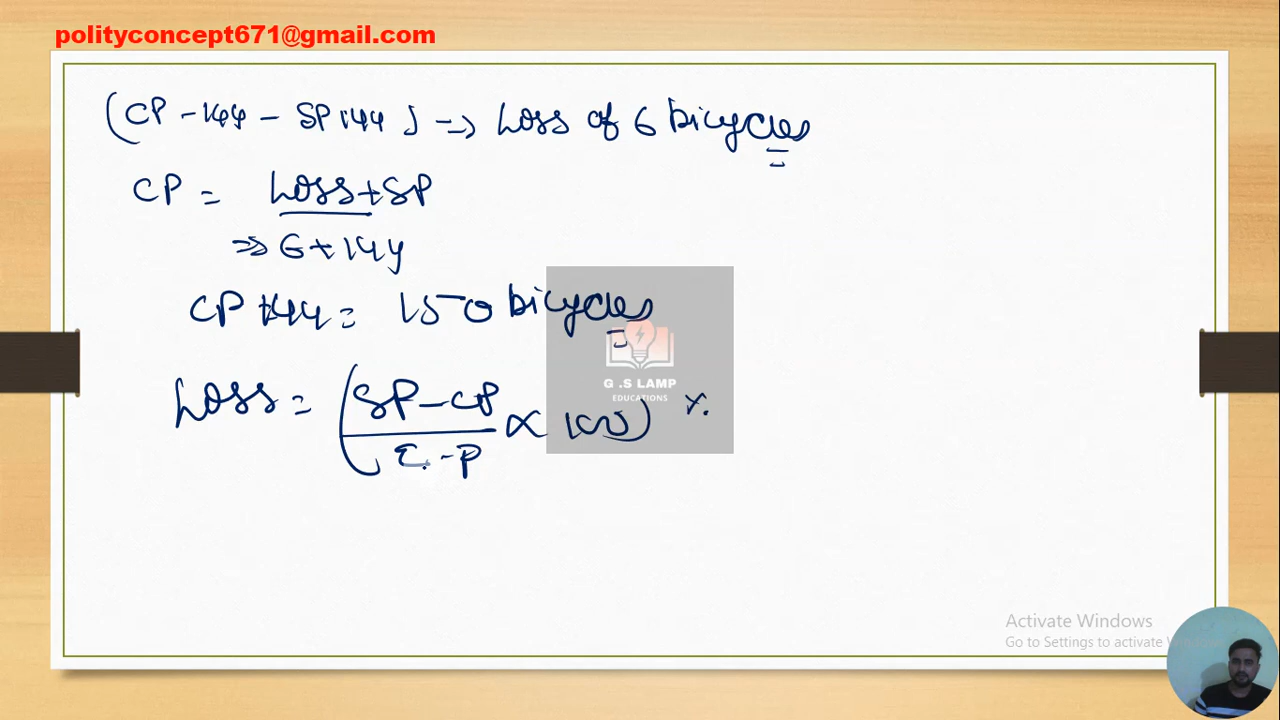 polityconcept671@gmail.com
(CP - 144 - SP 144) => Loss of 6 bicycles
CP = Loss + SP
=> 6 + 144
CP 144 = 150 bicycles
Loss = (SP - CP / C.P × 100) %
G .S LAMP
EDUCATIONS
Activate Windows
Go to Settings to activate Windows.